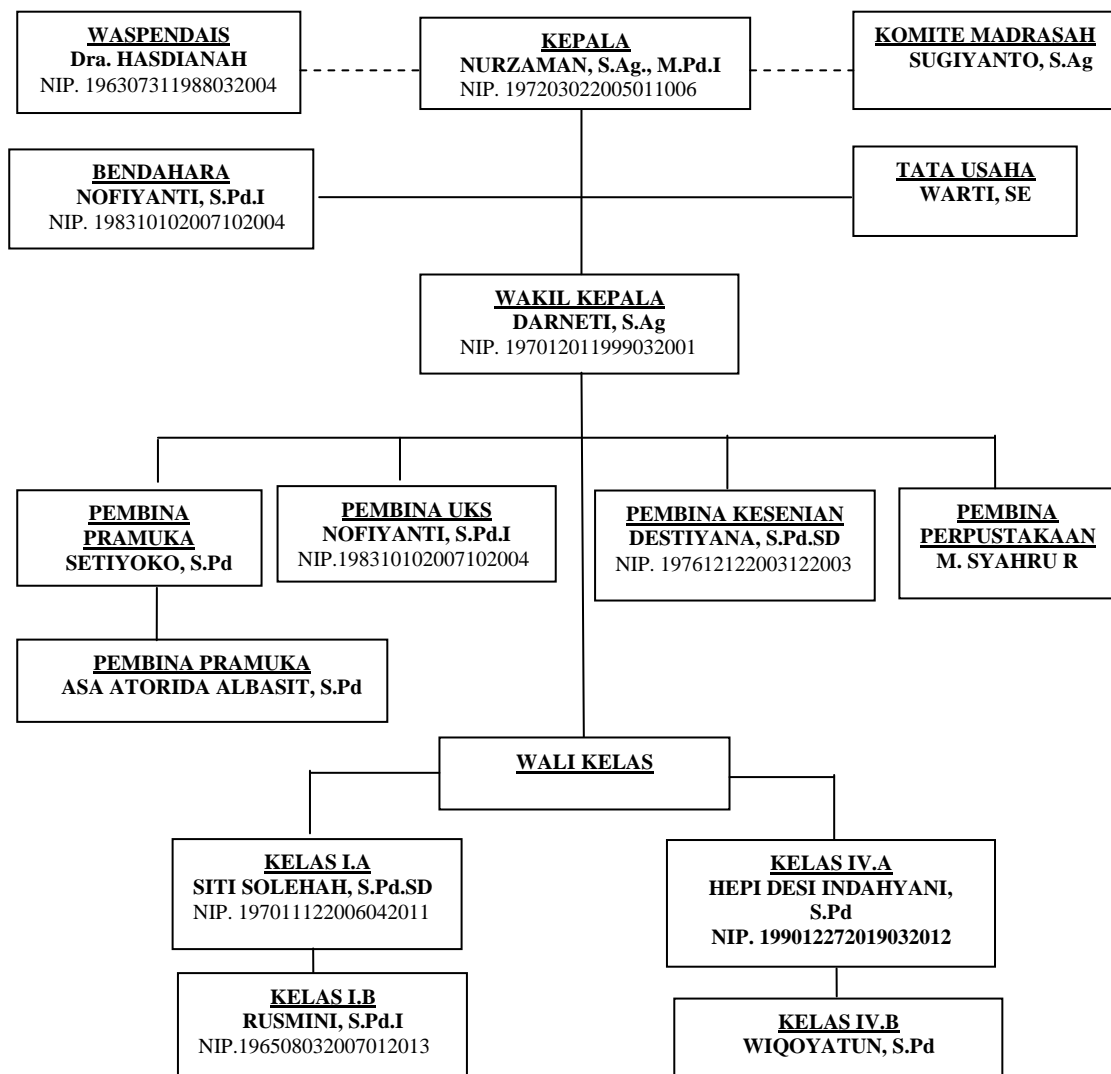 WASPENDAIS
Dra. HASDIANAH
NIP. 196307311988032004
KEPALA
NURZAMAN, S.Ag., M.Pd.I
NIP. 197203022005011006
KOMITE MADRASAH
SUGIYANTO, S.Ag
BENDAHARA
NOFIYANTI, S.Pd.I
NIP. 198310102007102004
TATA USAHA
WARTI, SE
WAKIL KEPALA
DARNETI, S.Ag
NIP. 197012011999032001
PEMBINA
PRAMUKA
SETIYOKO, S.Pd
PEMBINA UKS
NOFIYANTI, S.Pd.I
NIP.198310102007102004
PEMBINA KESENIAN
DESTIYANA, S.Pd.SD
NIP. 197612122003122003
PEMBINA
PERPUSTAKAAN
M. SYAHRU R
PEMBINA PRAMUKA
ASA ATORIDA ALBASIT, S.Pd
WALI KELAS
KELAS I.A
SITI SOLEHAH, S.Pd.SD
NIP. 197011122006042011
KELAS IV.A
HEPI DESI INDAHYANI,
S.Pd
NIP. 199012272019032012
KELAS I.B
RUSMINI, S.Pd.I
NIP.196508032007012013
KELAS IV.B
WIQOYATUN, S.Pd